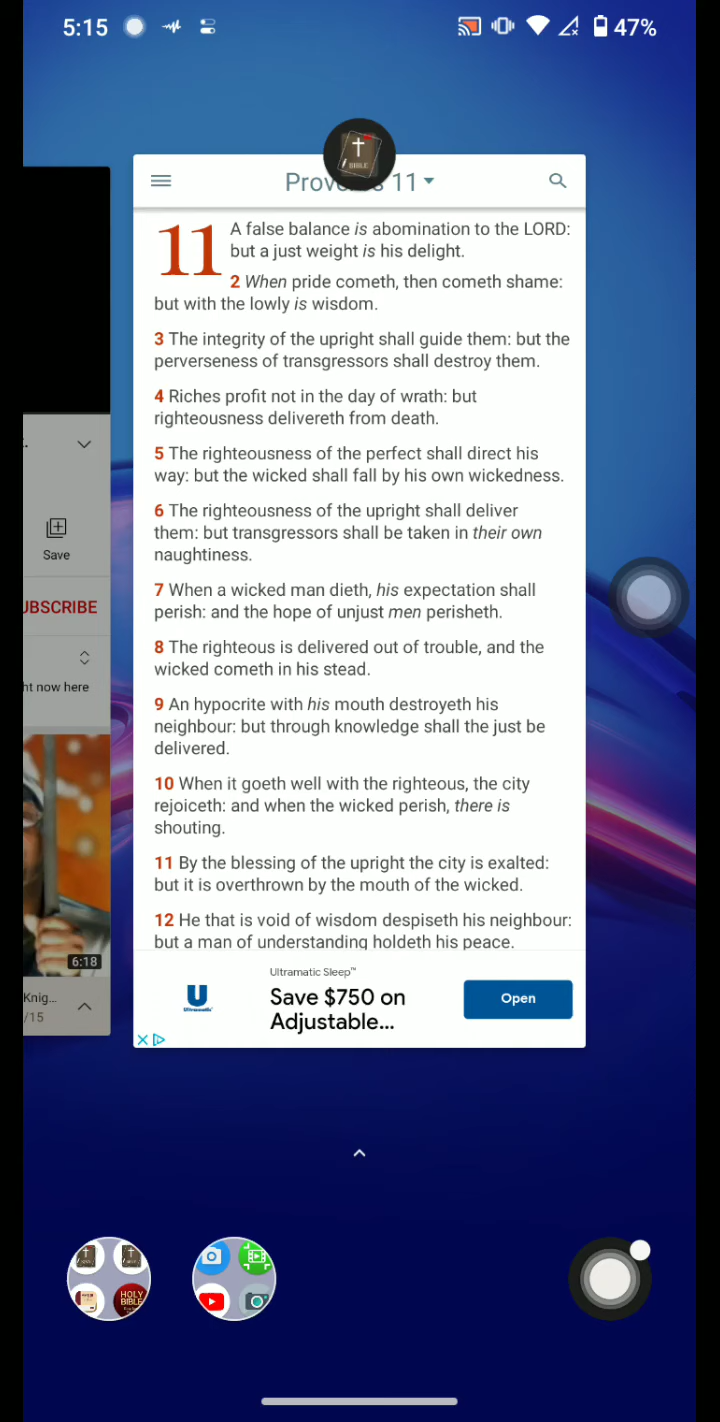 5:15
47%
Proverbs 11
11 A false balance is abomination to the LORD:
but a just weight is his delight.
2 When pride cometh, then cometh shame:
but with the lowly is wisdom.
3 The integrity of the upright shall guide them: but the
perverseness of transgressors shall destroy them.
4 Riches profit not in the day of wrath: but
righteousness delivereth from death.
5 The righteousness of the perfect shall direct his
way: but the wicked shall fall by his own wickedness.
6 The righteousness of the upright shall deliver
them: but transgressors shall be taken in their own
naughtiness.
7 When a wicked man dieth, his expectation shall
perish: and the hope of unjust men perisheth.
8 The righteous is delivered out of trouble, and the
wicked cometh in his stead.
9 An hypocrite with his mouth destroyeth his
neighbour: but through knowledge shall the just be
delivered.
10 When it goeth well with the righteous, the city
rejoiceth: and when the wicked perish, there is
shouting.
11 By the blessing of the upright the city is exalted:
but it is overthrown by the mouth of the wicked.
12 He that is void of wisdom despiseth his neighbour:
but a man of understanding holdeth his peace.
Ultramatic Sleep™
Save $750 on
Adjustable...
Open
U
Ultramatic
Save
UBSCRIBE
ht now here
6:18
Knig...
/15
BIBLE
HOLY
BIBLE